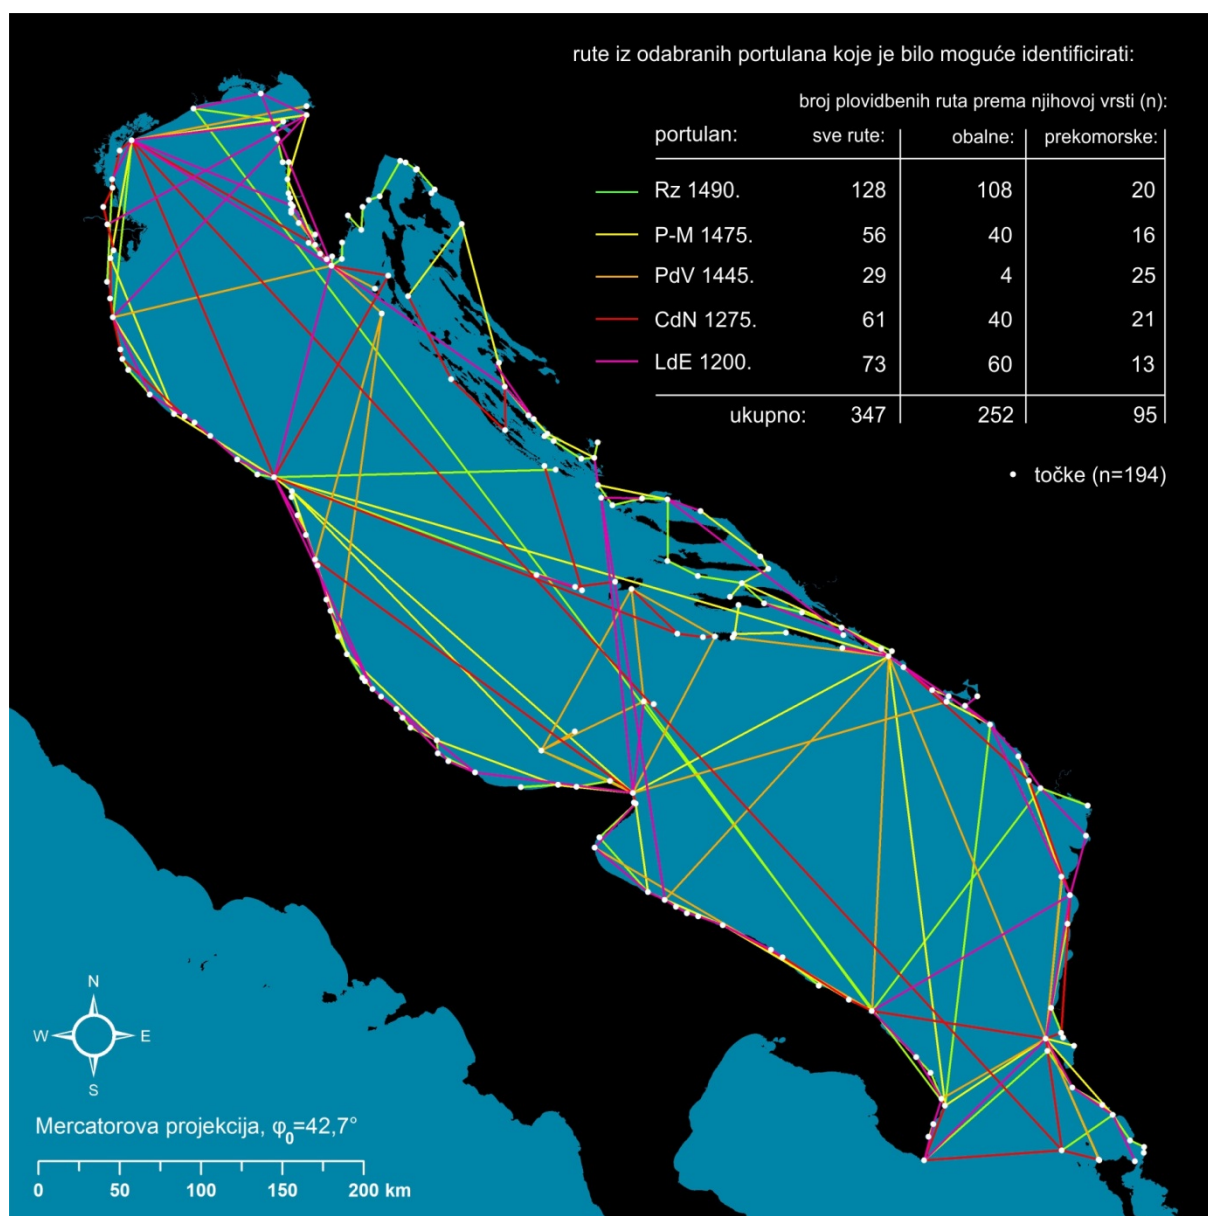 rute iz odabranih portulana koje je bilo moguće identificirati:
broj plovidbenih ruta prema njihovoj vrsti (n):
portulan: sve rute: obalne: prekomorske:
Rz 1490. 128 108 20
P-M 1475. 56 40 16
PdV 1445. 29 4 25
CdN 1275. 61 40 21
LdE 1200. 73 60 13
ukupno: 347 252 95
točke (n=194)
N
W E
S
Mercatorova projekcija, φ₀=42,7°
0 50 100 150 200 km